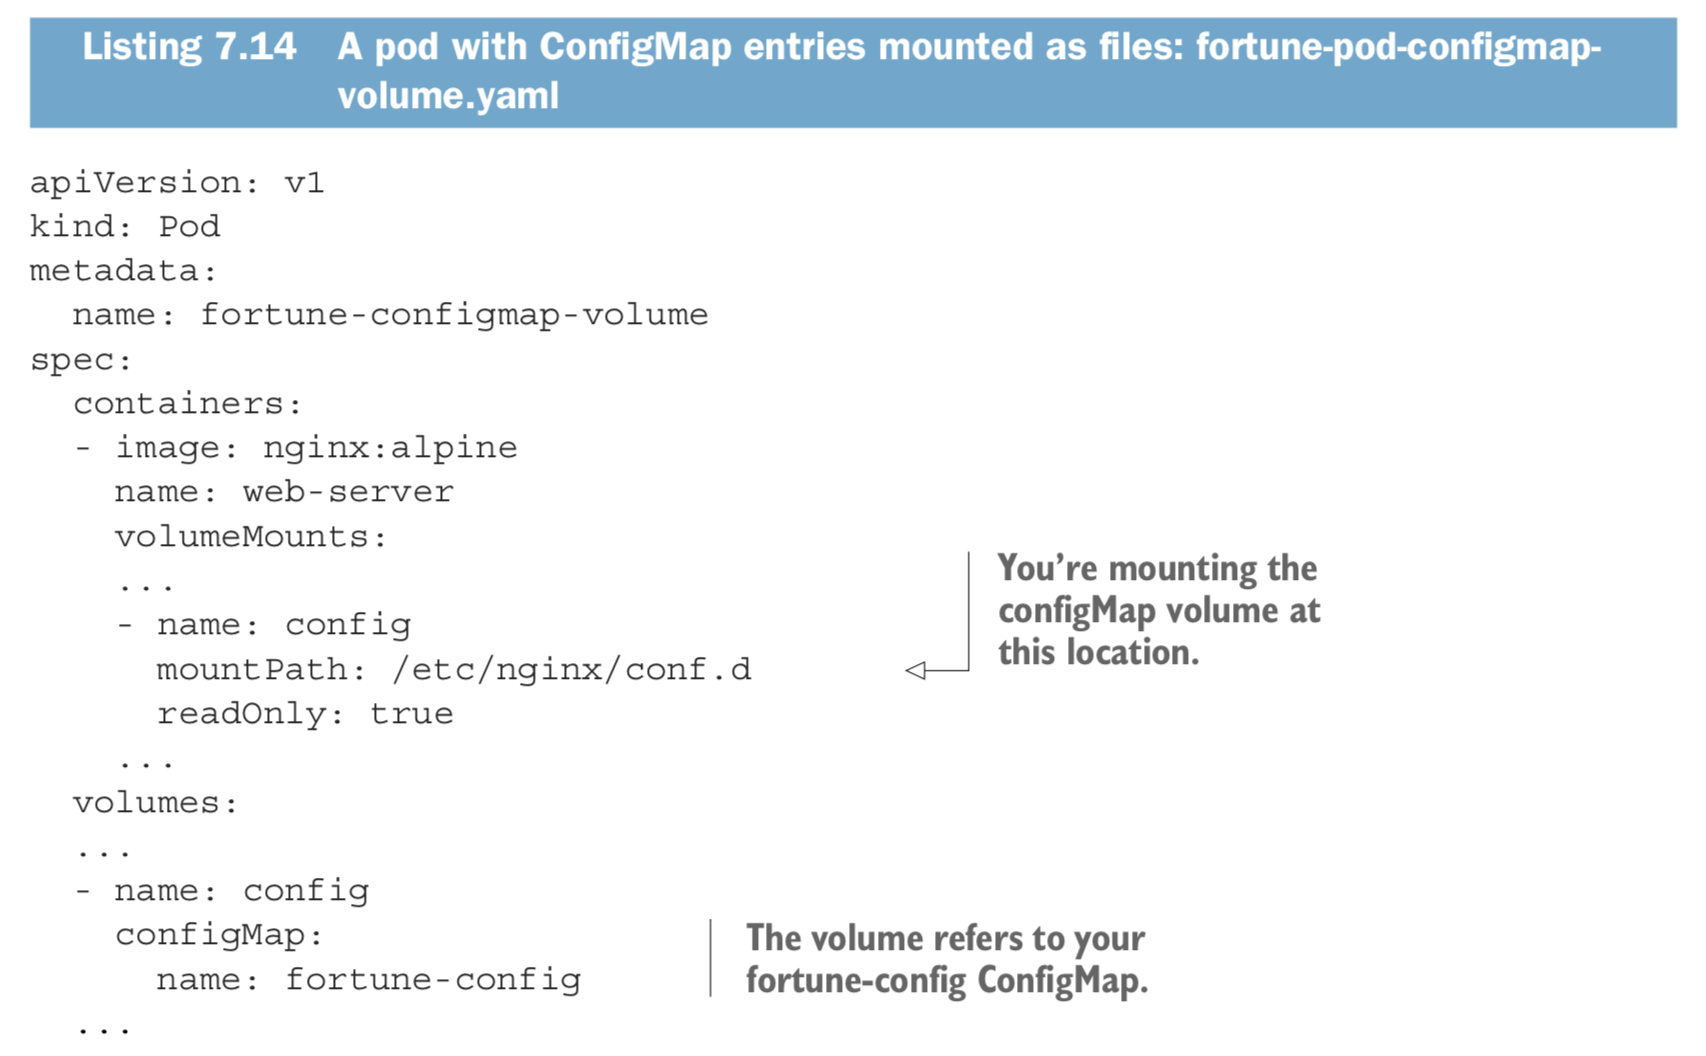 Listing 7.14 A pod with ConfigMap entries mounted as files: fortune-pod-configmap-
volume.yaml
apiVersion: v1
kind: Pod
metadata:
  name: fortune-configmap-volume
spec:
  containers:
  - image: nginx:alpine
    name: web-server
    volumeMounts:
    ...
    - name: config
      mountPath: /etc/nginx/conf.d
      readOnly: true
    ...
  volumes:
  ...
  - name: config
    configMap:
      name: fortune-config
  ...
You're mounting the
configMap volume at
this location.
The volume refers to your
fortune-config ConfigMap.